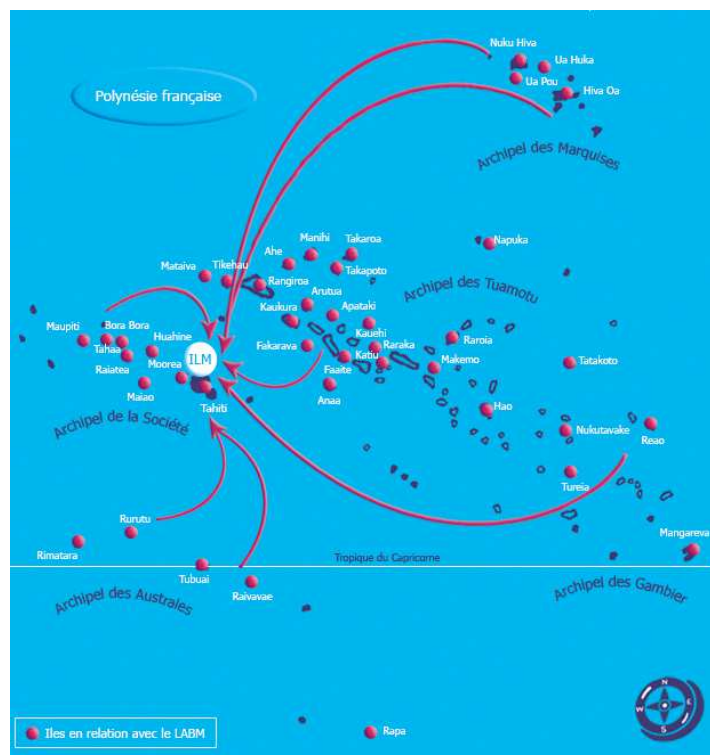 Nuku Hiva
Ua Huka
Ua Pou
Hiva Oa
Polynésie française
Archipel des Marquises
Napuka
Manihi
Takaroa
Ahe
Takapoto
Mataiva
Tikehau
Rangiroa
Archipel des Tuamotu
Arutua
Kaukura
Apataki
Kauehi
Maupiti
Bora Bora
Huahine
Tahaa
Raiatea
Moorea
ILM
Fakarava
Raraka
Katiu
Faaite
Raroia
Makemo
Tatakoto
Maiao
Tahiti
Anaa
Hao
Archipel de la Société
Nukutavake
Reao
Tureia
Rurutu
Rimatara
Mangareva
Tropique du Capricorne
Tubuai
Raivavae
Archipel des Australes
Archipel des Gambier
N
W
E
S
Iles en relation avec le LABM
Rapa